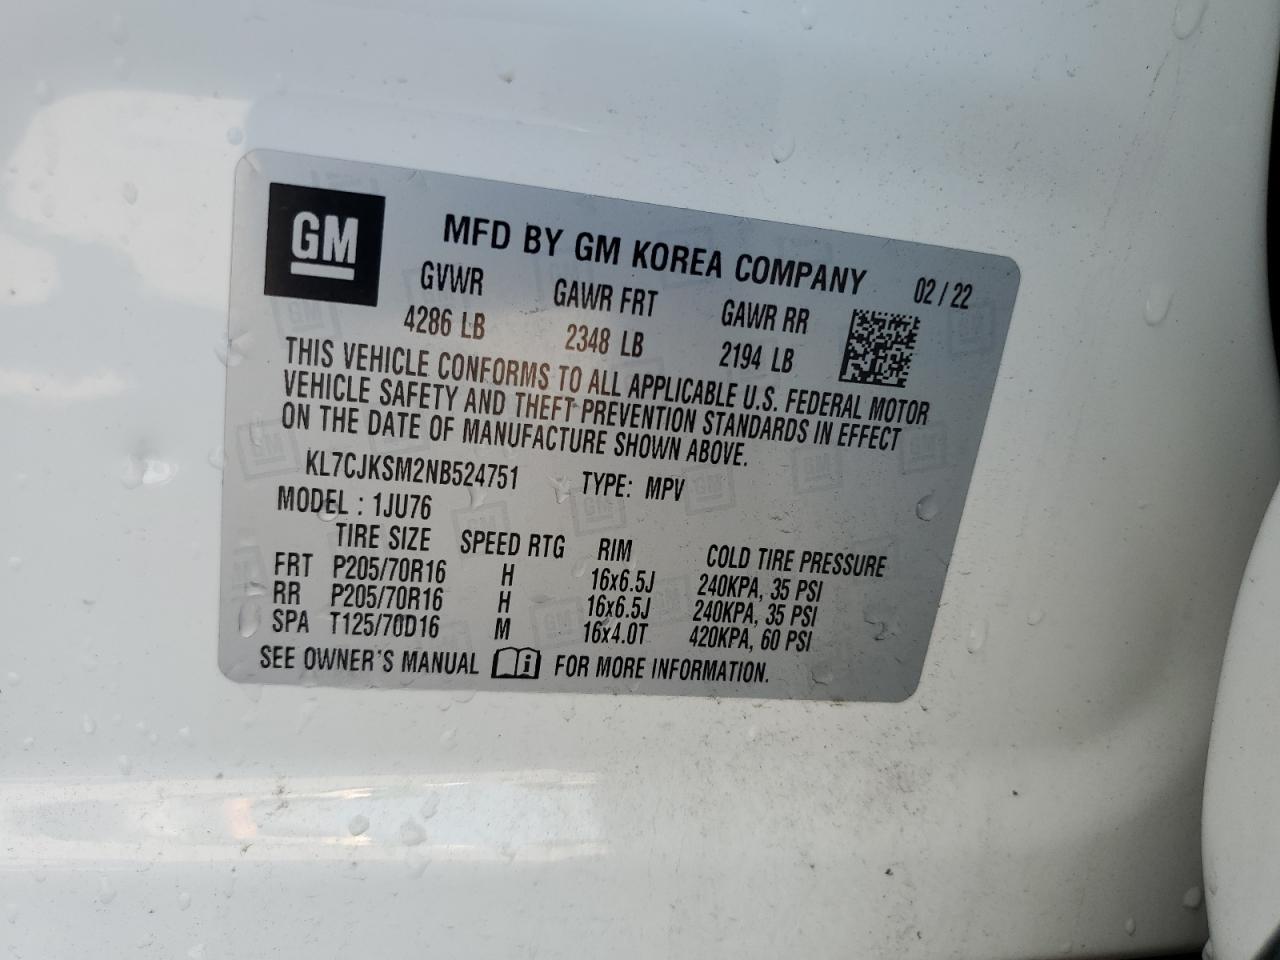 GM
MFD BY GM KOREA COMPANY 02 / 22
GVWR GAWR FRT GAWR RR
4286 LB 2348 LB 2194 LB
THIS VEHICLE CONFORMS TO ALL APPLICABLE U.S. FEDERAL MOTOR
VEHICLE SAFETY AND THEFT PREVENTION STANDARDS IN EFFECT
ON THE DATE OF MANUFACTURE SHOWN ABOVE.
KL7CJKSM2NB524751 TYPE: MPV
MODEL : 1JU76
TIRE SIZE SPEED RTG RIM COLD TIRE PRESSURE
FRT P205/70R16 H 16x6.5J 240KPA, 35 PSI
RR P205/70R16 H 16x6.5J 240KPA, 35 PSI
SPA T125/70D16 M 16x4.0T 420KPA, 60 PSI
SEE OWNER'S MANUAL i FOR MORE INFORMATION.